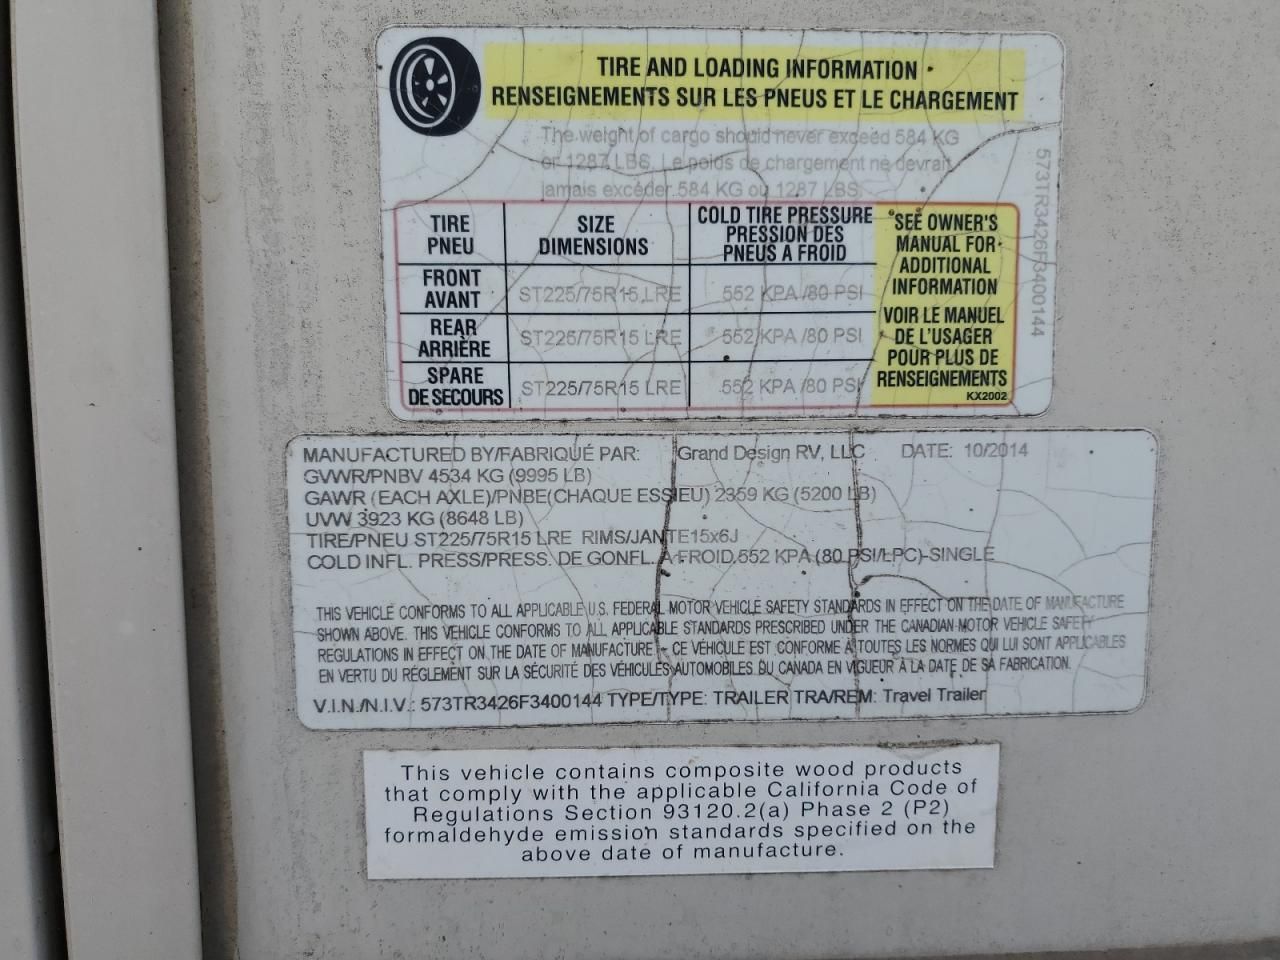 TIRE AND LOADING INFORMATION
RENSEIGNEMENTS SUR LES PNEUS ET LE CHARGEMENT
The weight of cargo should never exceed 584 KG
or 1287 LBS. Le poids de chargement ne devrait
jamais excéder 584 KG ou 1287 LBS.
573TR3426F3400144
TIRE
PNEU
SIZE
DIMENSIONS
COLD TIRE PRESSURE
PRESSION DES
PNEUS A FROID
FRONT
AVANT
ST225/75R15 LRE
552 KPA /80 PSI
REAR
ARRIÈRE
ST225/75R15 LRE
552 KPA /80 PSI
SPARE
DE SECOURS
ST225/75R15 LRE
552 KPA /80 PSI
SEE OWNER'S
MANUAL FOR
ADDITIONAL
INFORMATION
VOIR LE MANUEL
DE L'USAGER
POUR PLUS DE
RENSEIGNEMENTS
KX2002
MANUFACTURED BY/FABRIQUÉ PAR: Grand Design RV, LLC DATE: 10/2014
GVWR/PNBV 4534 KG (9995 LB)
GAWR (EACH AXLE)/PNBE(CHAQUE ESSIEU) 2359 KG (5200 LB)
UVW 3923 KG (8648 LB)
TIRE/PNEU ST225/75R15 LRE RIMS/JANTE15x6J
COLD INFL. PRESS/PRESS. DE GONFL. A FROID 552 KPA (80 PSI/LPC)-SINGLE
THIS VEHICLE CONFORMS TO ALL APPLICABLE U.S. FEDERAL MOTOR VEHICLE SAFETY STANDARDS IN EFFECT ON THE DATE OF MANUFACTURE
SHOWN ABOVE. THIS VEHICLE CONFORMS TO ALL APPLICABLE STANDARDS PRESCRIBED UNDER THE CANADIAN MOTOR VEHICLE SAFETY
REGULATIONS IN EFFECT ON THE DATE OF MANUFACTURE - CE VÉHICULE EST CONFORME À TOUTES LES NORMES QUI LUI SONT APPLICABLES
EN VERTU DU RÉGLEMENT SUR LA SÉCURITÉ DES VÉHICULES AUTOMOBILES DU CANADA EN VIGUEUR À LA DATE DE SA FABRICATION.
V.I.N./N.I.V.: 573TR3426F3400144 TYPE/TYPE: TRAILER TRA/REM: Travel Trailer
This vehicle contains composite wood products
that comply with the applicable California Code of
Regulations Section 93120.2(a) Phase 2 (P2)
formaldehyde emission standards specified on the
above date of manufacture.